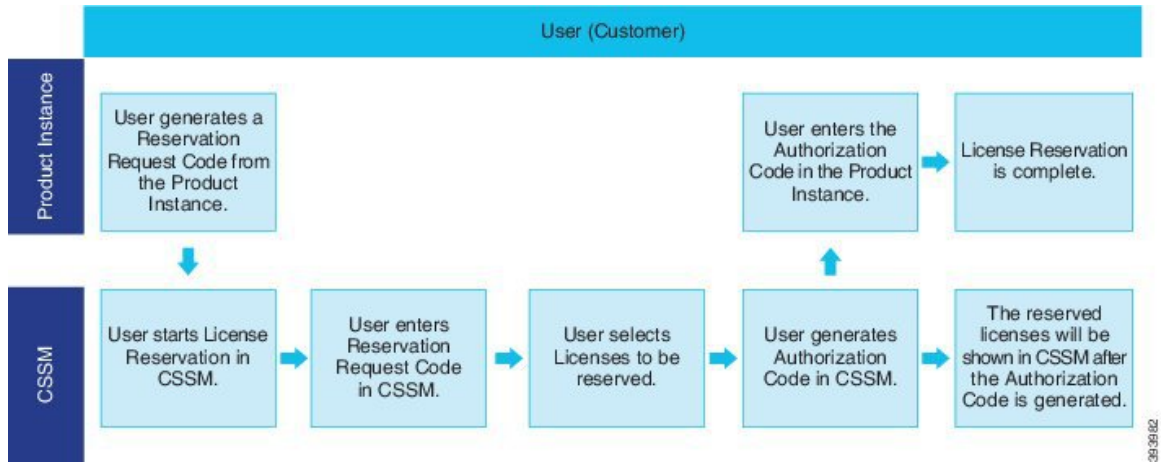 User (Customer)
Product Instance
User generates a
Reservation
Request Code from
the Product
Instance.
User enters the
Authorization
Code in the Product
Instance.
License Reservation
is complete.
CSSM
User starts License
Reservation in
CSSM.
User enters
Reservation
Request Code
in CSSM.
User selects
Licenses to be
reserved.
User generates
Authorization
Code in CSSM.
The reserved
licenses will be
shown in CSSM after
the Authorization
Code is generated.
393982